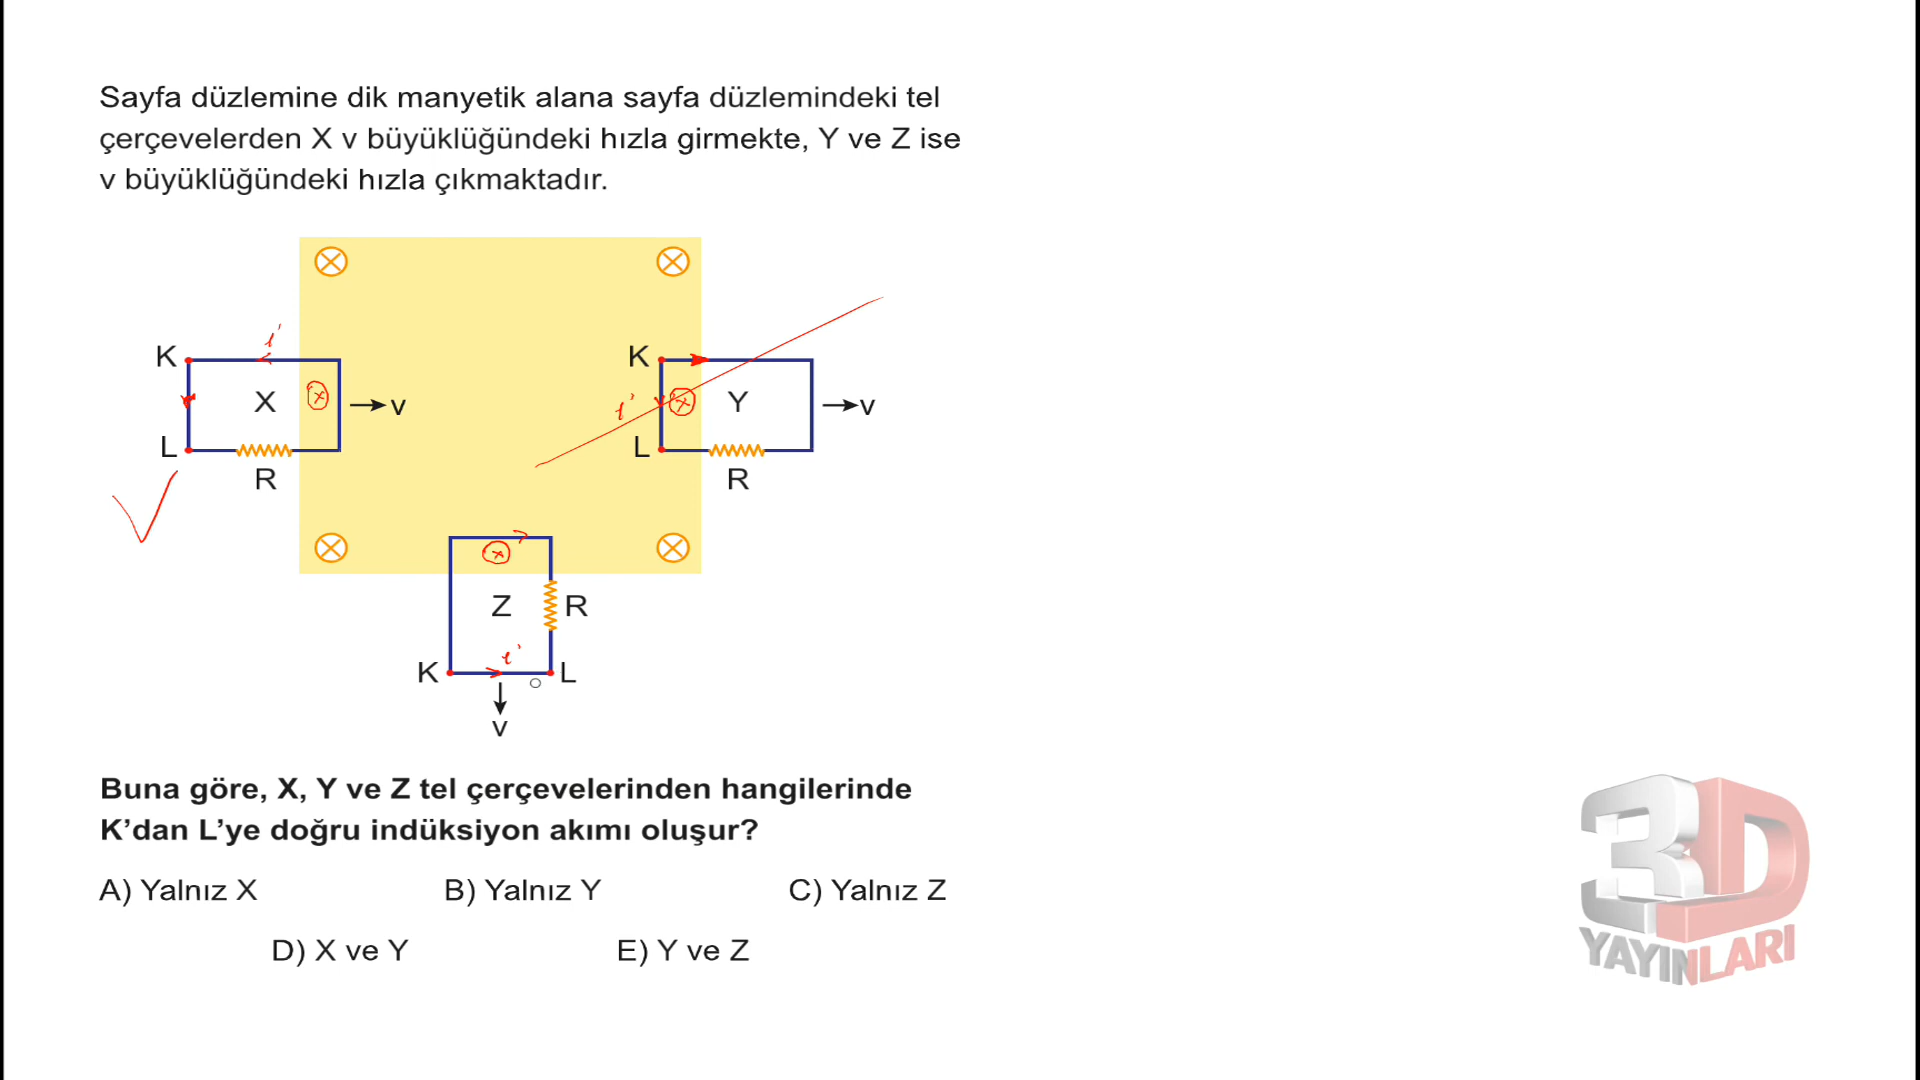 Sayfa düzlemine dik manyetik alana sayfa düzlemindeki tel
çerçevelerden X v büyüklüğündeki hızla girmekte, Y ve Z ise
v büyüklüğündeki hızla çıkmaktadır.
i'
K
X
v
L
R
K
i'
Y
v
L
R
Z
R
i'
K
L
v
Buna göre, X, Y ve Z tel çerçevelerinden hangilerinde
K’dan L’ye doğru indüksiyon akımı oluşur?
A) Yalnız X
B) Yalnız Y
C) Yalnız Z
D) X ve Y
E) Y ve Z
3D
YAYINLARI